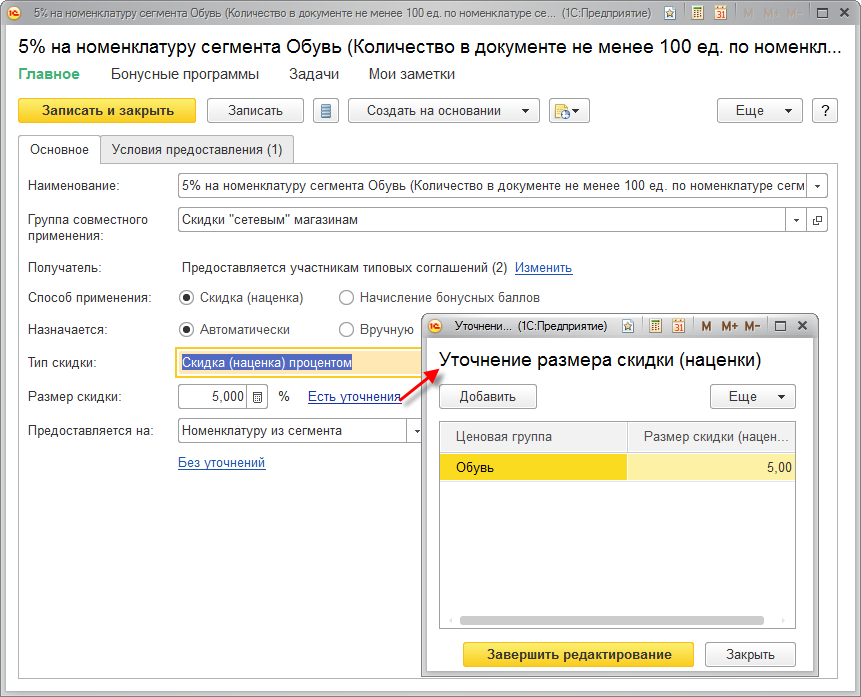 5% на номенклатуру сегмента Обувь (Количество в документе не менее 100 ед. по номенклатуре се... (1С:Предприятие) M M+ M-
5% на номенклатуру сегмента Обувь (Количество в документе не менее 100 ед. по номенкл...
Главное Бонусные программы Задачи Мои заметки
Записать и закрыть Записать Создать на основании Еще ?
Основное Условия предоставления (1)
Наименование: 5% на номенклатуру сегмента Обувь (Количество в документе не менее 100 ед. по номенклатуре сегм
Группа совместного
применения: Скидки "сетевым" магазинам
Получатель: Предоставляется участникам типовых соглашений (2) Изменить
Способ применения: Скидка (наценка) Начисление бонусных баллов
Назначается: Автоматически Вручную
Тип скидки: Скидка (наценка) процентом
Размер скидки: 5,000 % Есть уточнения
Предоставляется на: Номенклатуру из сегмента
Без уточнений
Уточнени... (1С:Предприятие) 31 M M+ M-
Уточнение размера скидки (наценки)
Добавить Еще
Ценовая группа Размер скидки (нацен...
Обувь 5,00
Завершить редактирование Закрыть